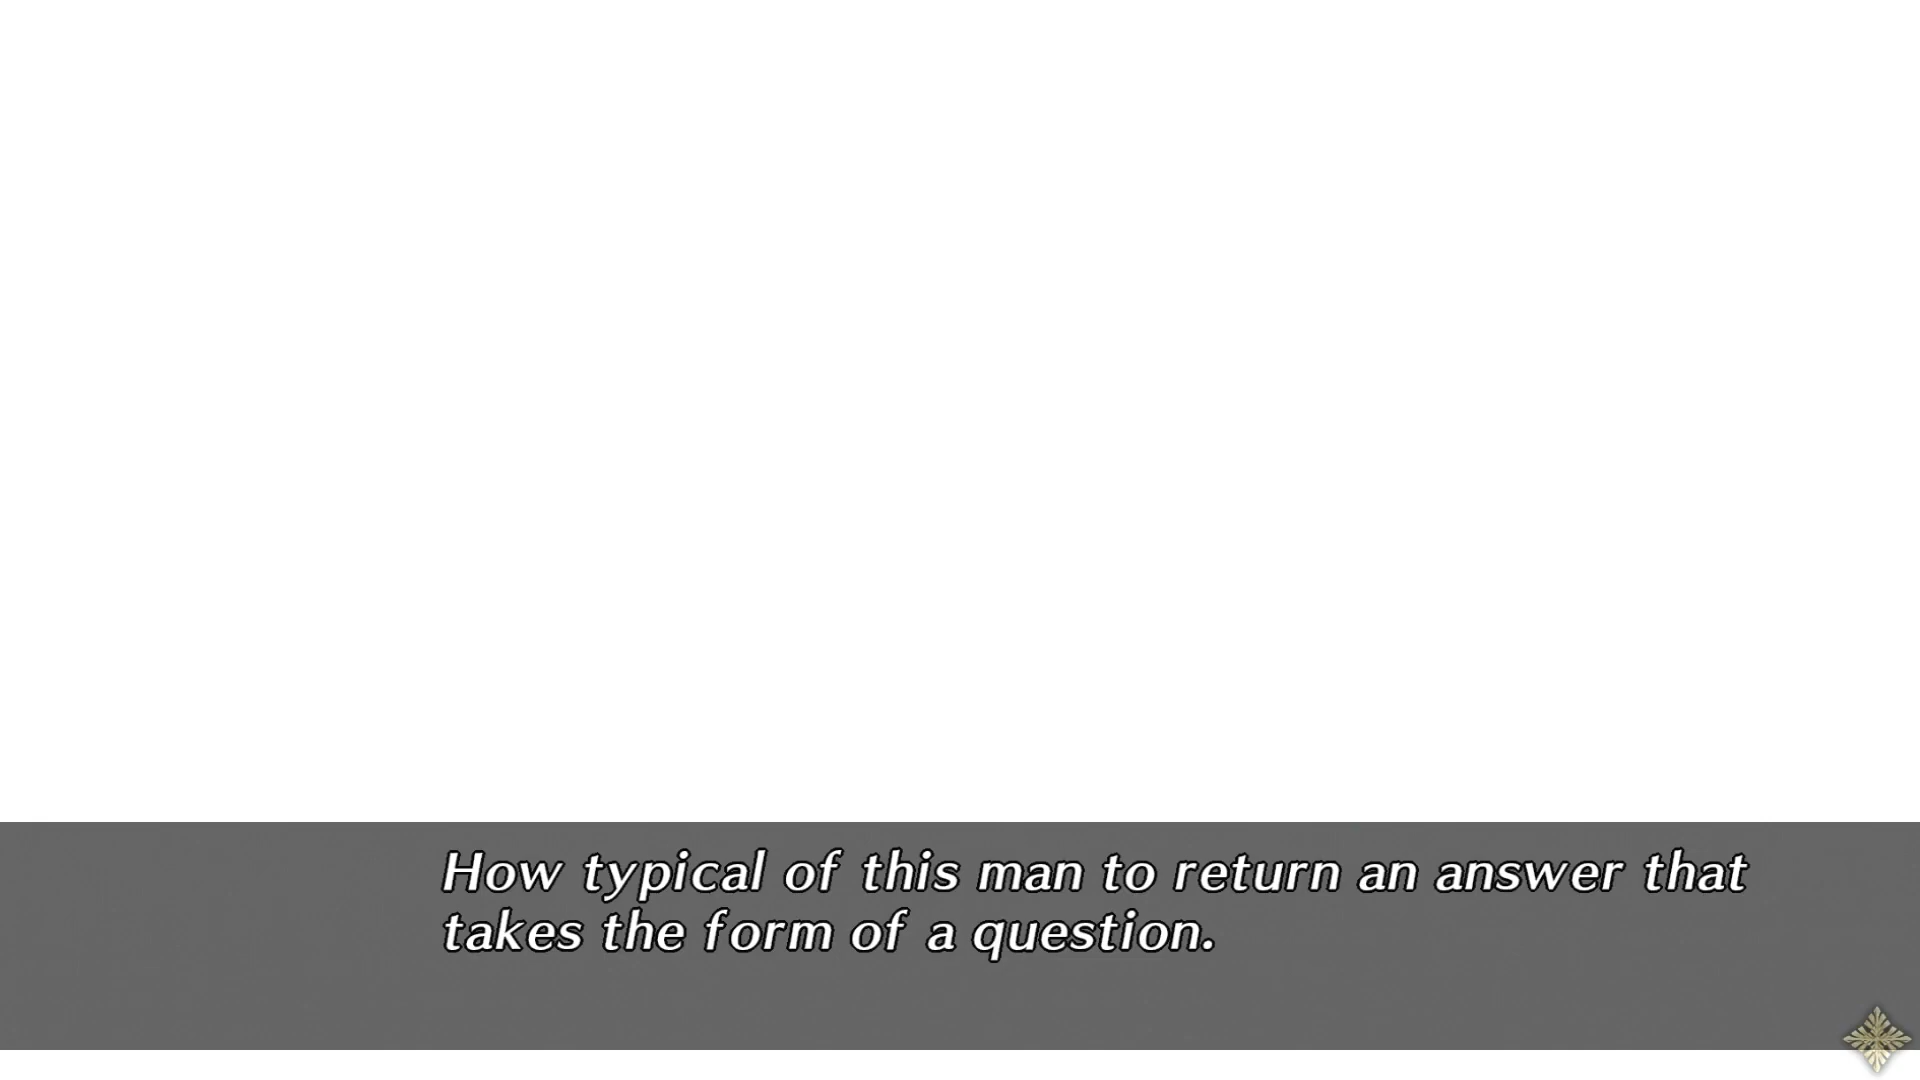 How typical of this man to return an answer that
takes the form of a question.